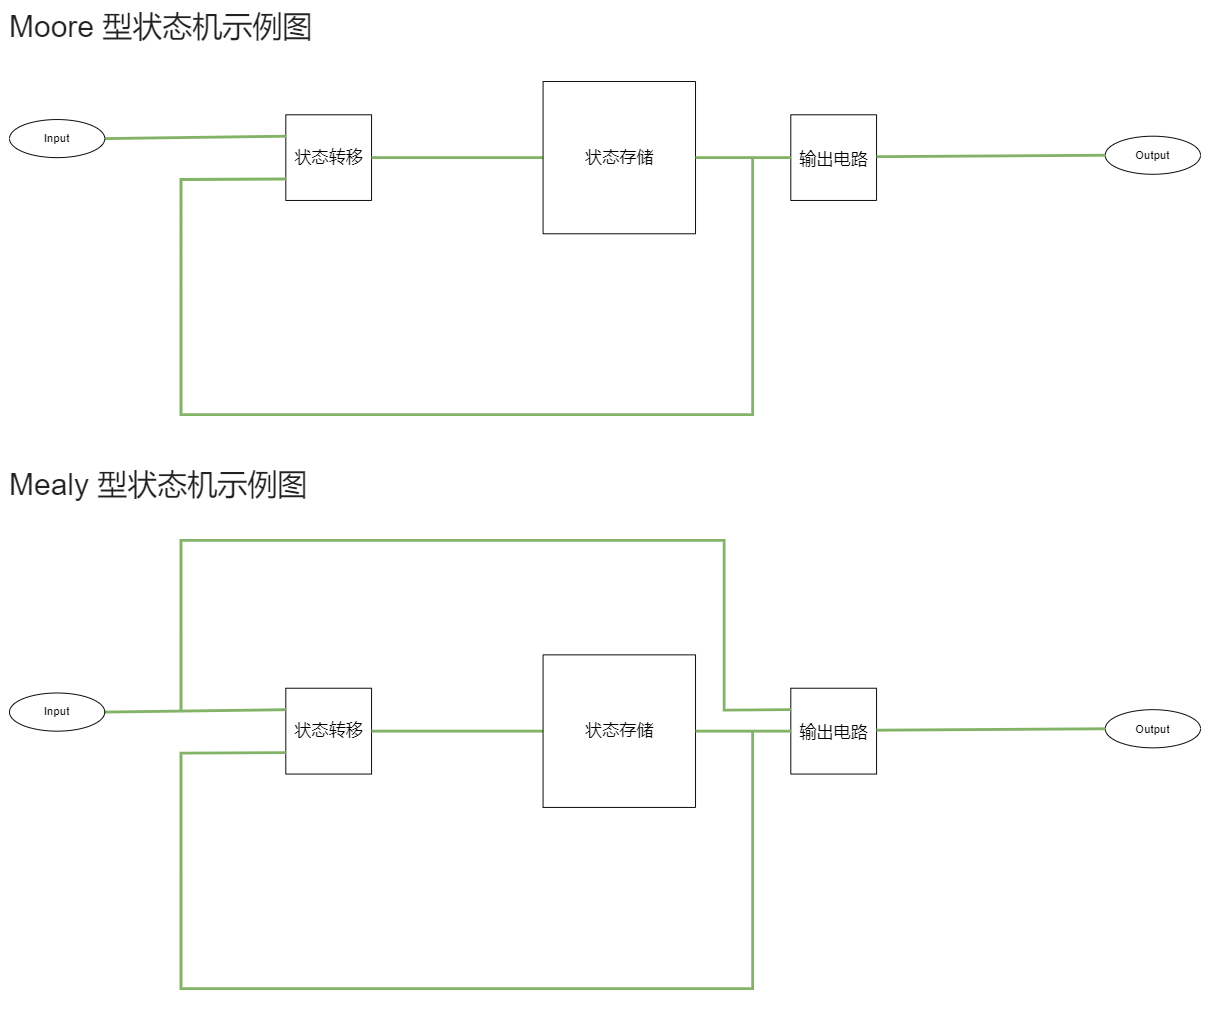 Moore 型状态机示例图
Input
状态转移
状态存储
输出电路
Output
Mealy 型状态机示例图
Input
状态转移
状态存储
输出电路
Output